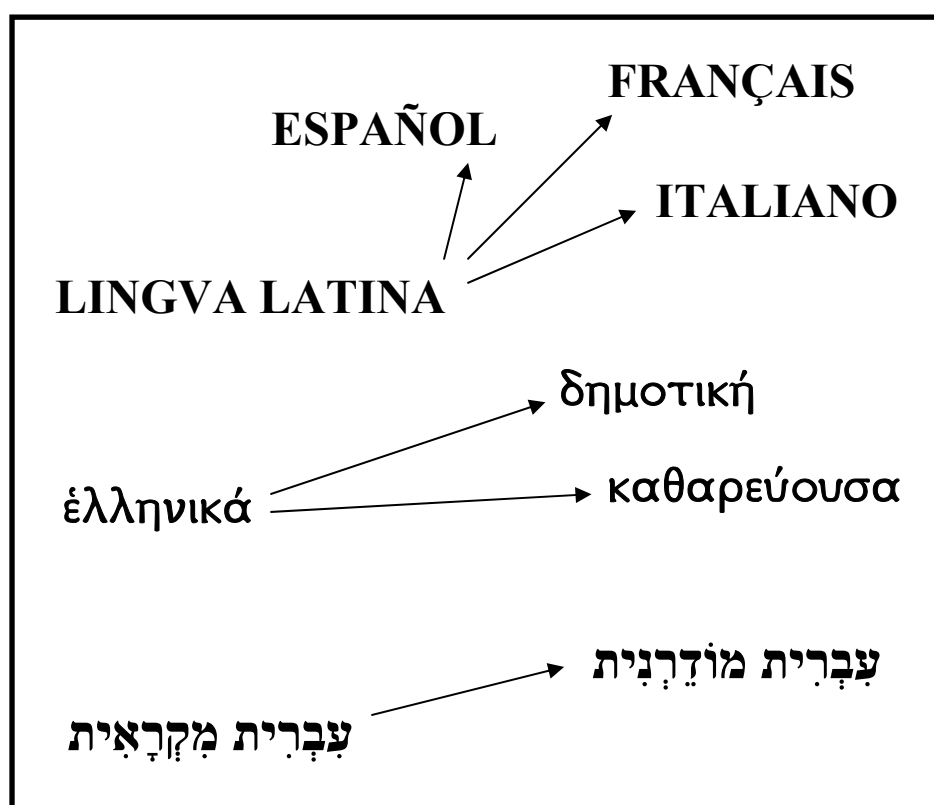 FRANÇAIS
ESPAÑOL
ITALIANO
LINGVA LATINA
δημοτική
ἑλληνικά
καθαρεύουσα
עִבְרִית מוֹדֵרְנִית
עִבְרִית מִקְרָאִית